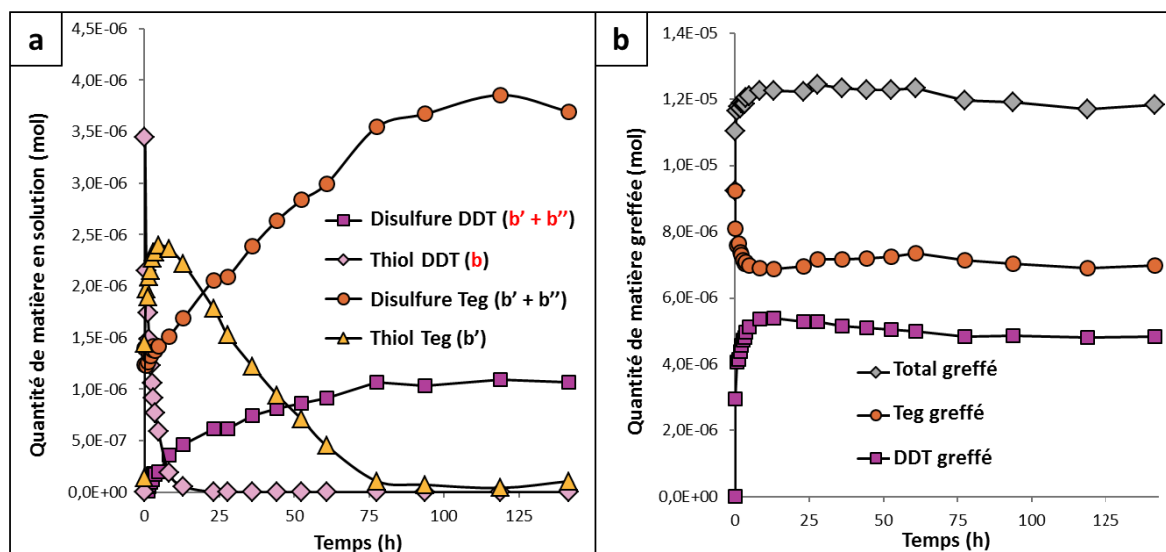 a
Quantité de matière en solution (mol)
4,5E-06
4,0E-06
3,5E-06
3,0E-06
2,5E-06
2,0E-06
1,5E-06
1,0E-06
5,0E-07
0,0E+00
Disulfure DDT (b’ + b’’)
Thiol DDT (b)
Disulfure Teg (b’ + b’’)
Thiol Teg (b’)
0 25 50 75 100 125
Temps (h)
b
Quantité de matière greffée (mol)
1,4E-05
1,2E-05
1,0E-05
8,0E-06
6,0E-06
4,0E-06
2,0E-06
0,0E+00
Total greffé
Teg greffé
DDT greffé
0 25 50 75 100 125
Temps (h)